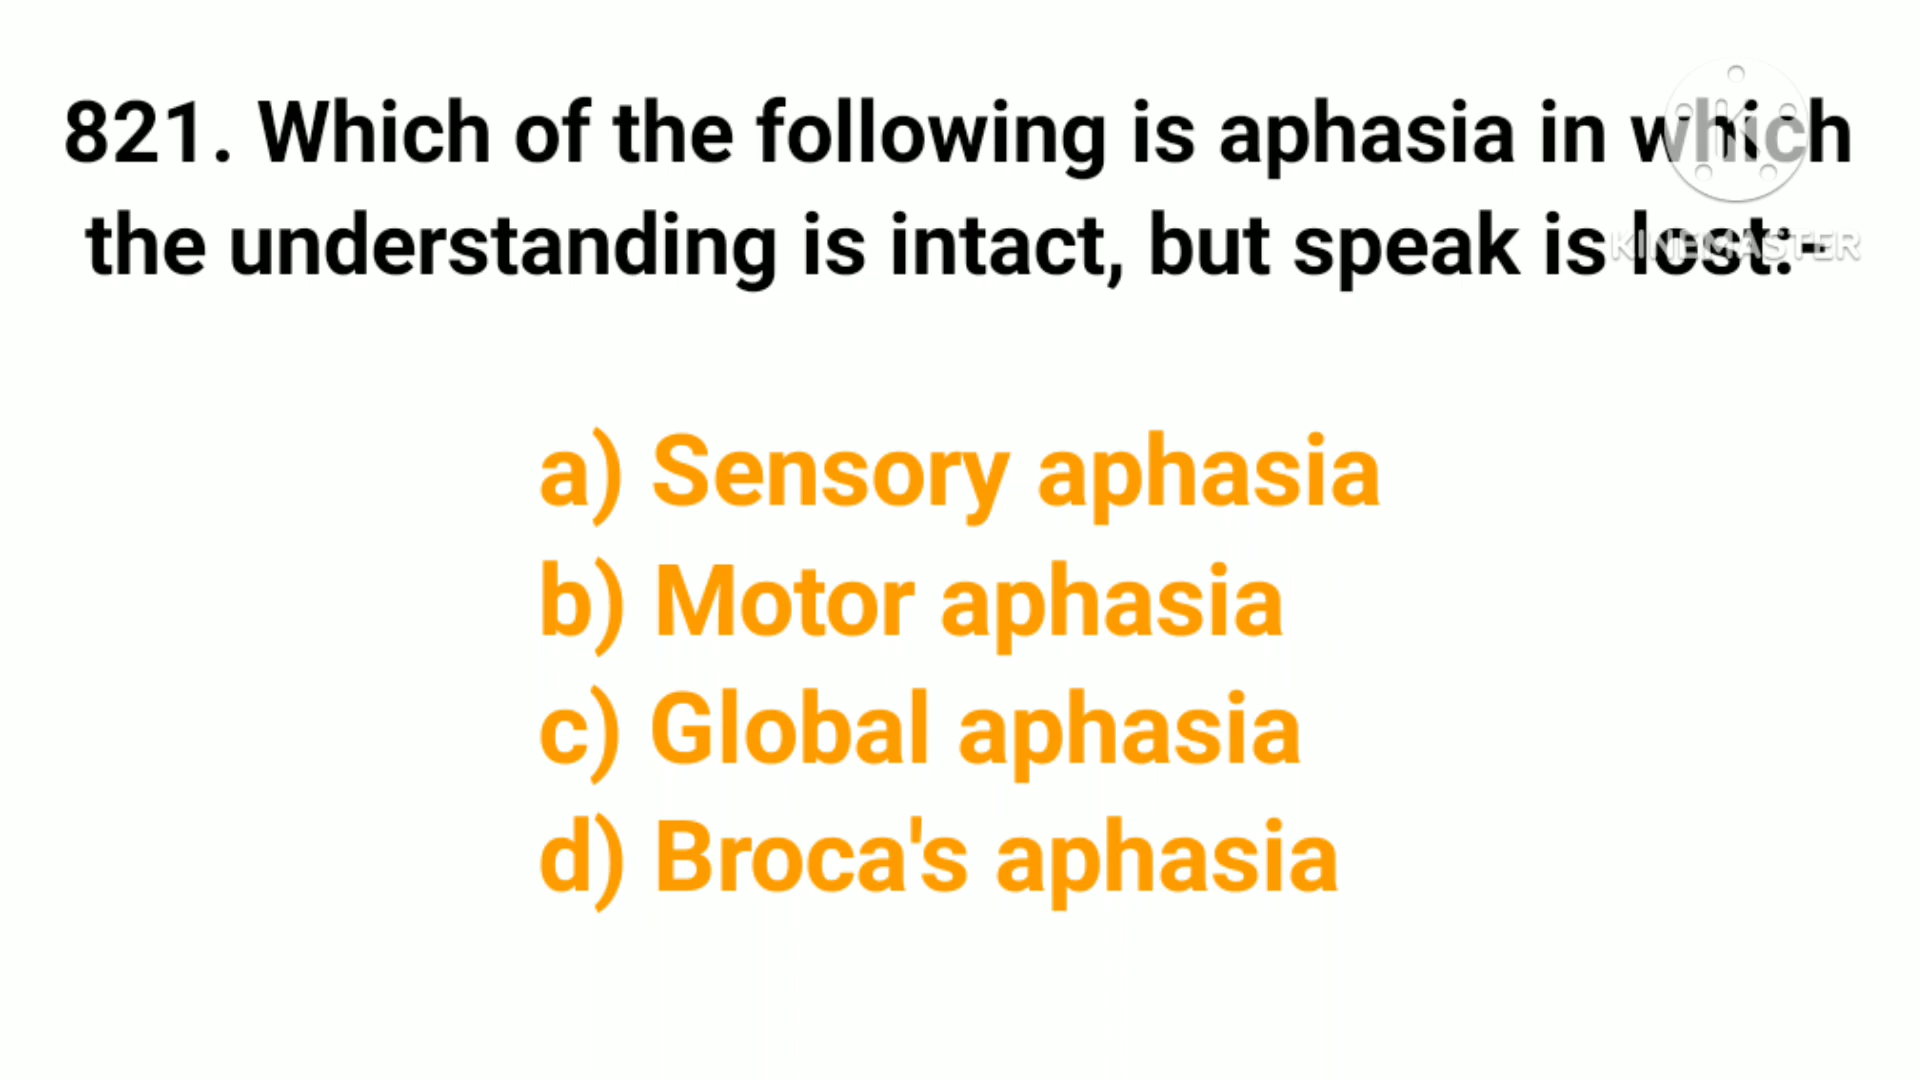 821. Which of the following is aphasia in which
the understanding is intact, but speak is lost:-
KINEMASTER
a) Sensory aphasia
b) Motor aphasia
c) Global aphasia
d) Broca's aphasia